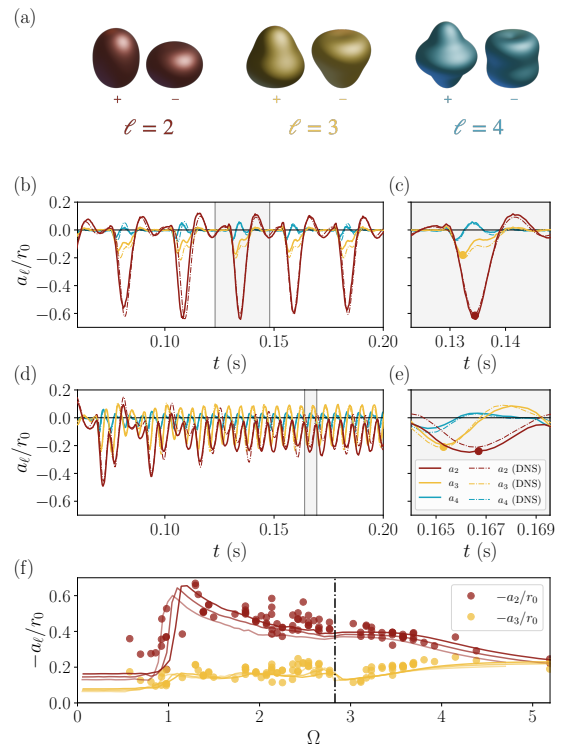 (a)
+ − + − + −
ℓ = 2 ℓ = 3 ℓ = 4
(b) (c)
0.2
0.0
−0.2
−0.4
−0.6
aℓ/r0
0.10 0.15 0.20 0.13 0.14
t (s) t (s)
(d) (e)
0.2
0.0
−0.2
−0.4
−0.6
aℓ/r0
a2 a2 (DNS)
a3 a3 (DNS)
a4 a4 (DNS)
0.10 0.15 0.20 0.165 0.167 0.169
t (s) t (s)
(f)
0.6
0.4
0.2
0.0
−aℓ/r0
−a2/r0
−a3/r0
0 1 2 3 4 5
Ω